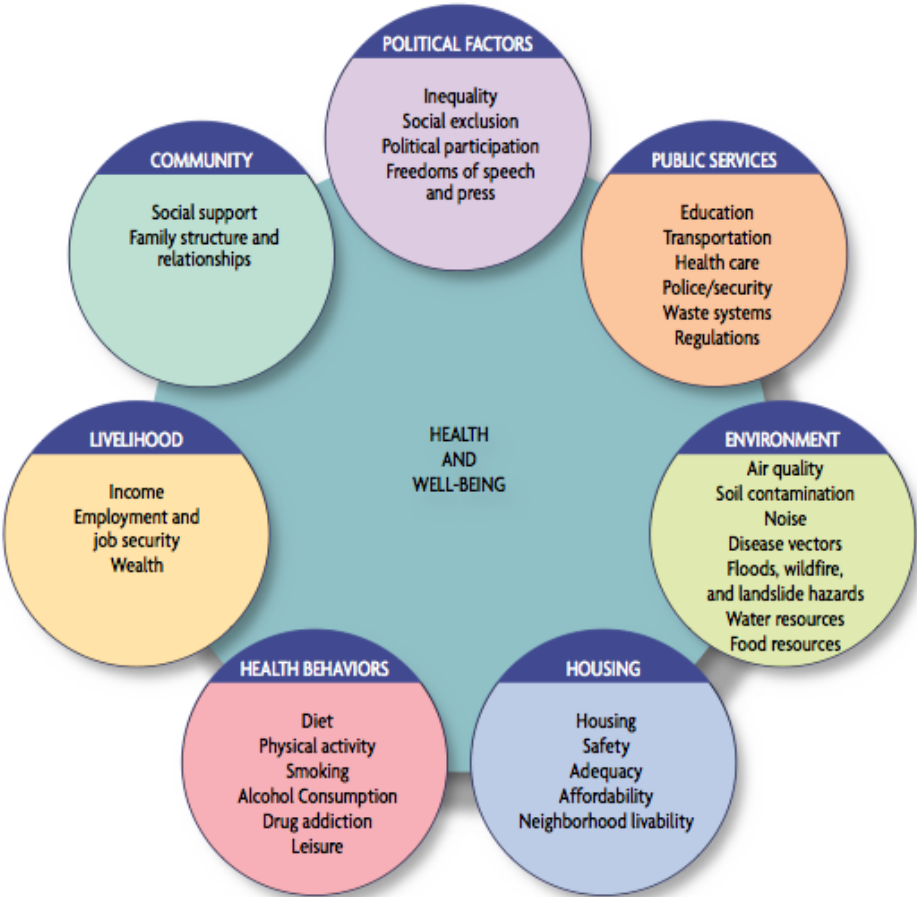 POLITICAL FACTORS
Inequality
Social exclusion
Political participation
Freedoms of speech
and press
COMMUNITY
Social support
Family structure and
relationships
PUBLIC SERVICES
Education
Transportation
Health care
Police/security
Waste systems
Regulations
HEALTH
AND
WELL-BEING
LIVELIHOOD
Income
Employment and
job security
Wealth
ENVIRONMENT
Air quality
Soil contamination
Noise
Disease vectors
Floods, wildfire,
and landslide hazards
Water resources
Food resources
HEALTH BEHAVIORS
Diet
Physical activity
Smoking
Alcohol Consumption
Drug addiction
Leisure
HOUSING
Housing
Safety
Adequacy
Affordability
Neighborhood livability